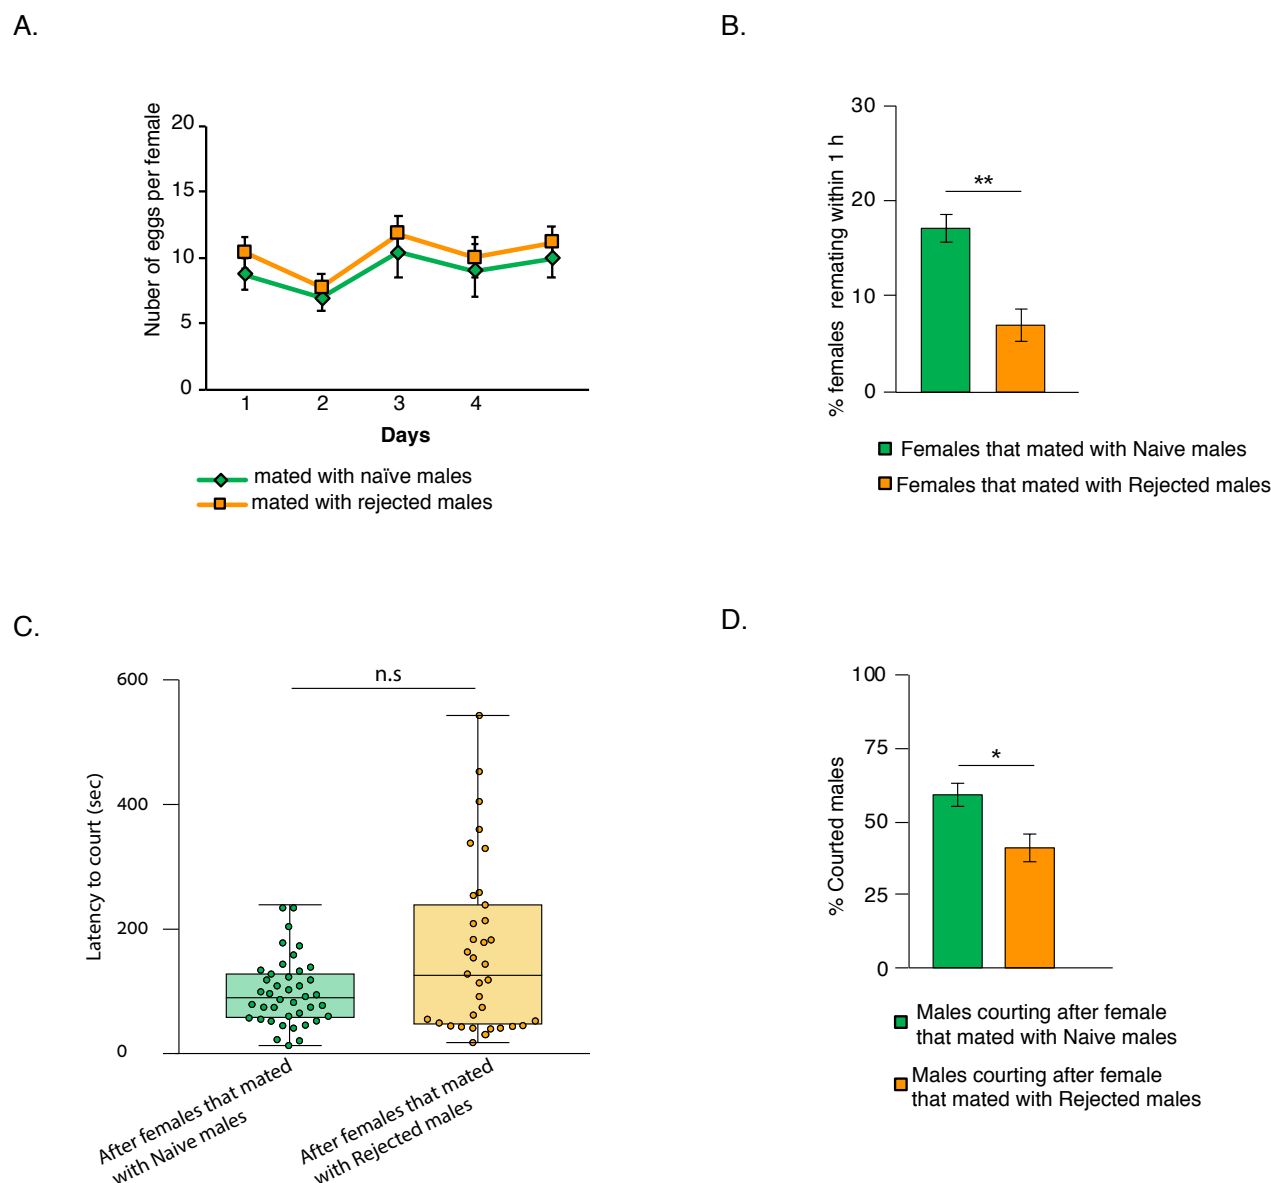 A.
Nuber of eggs per female
20
15
10
5
0
1 2 3 4
Days
mated with naïve males
mated with rejected males
B.
% females remating within 1 h
30
20
10
0
**
Females that mated with Naive males
Females that mated with Rejected males
C.
Latency to court (sec)
600
400
200
0
n.s
After females that mated
with Naive males
After females that mated
with Rejected males
D.
% Courted males
100
75
50
25
0
*
Males courting after female
that mated with Naive males
Males courting after female
that mated with Rejected males